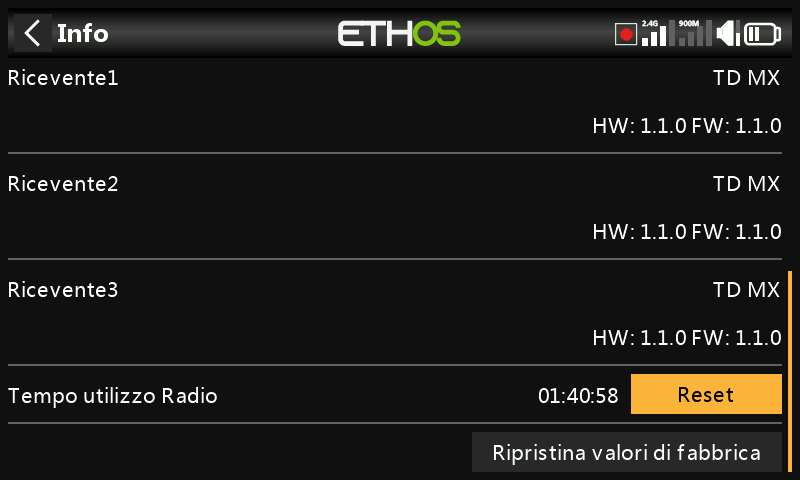 Info
ETHOS
2.4G
900M
Ricevente1
TD MX
HW: 1.1.0 FW: 1.1.0
Ricevente2
TD MX
HW: 1.1.0 FW: 1.1.0
Ricevente3
TD MX
HW: 1.1.0 FW: 1.1.0
Tempo utilizzo Radio 01:40:58 Reset
Ripristina valori di fabbrica